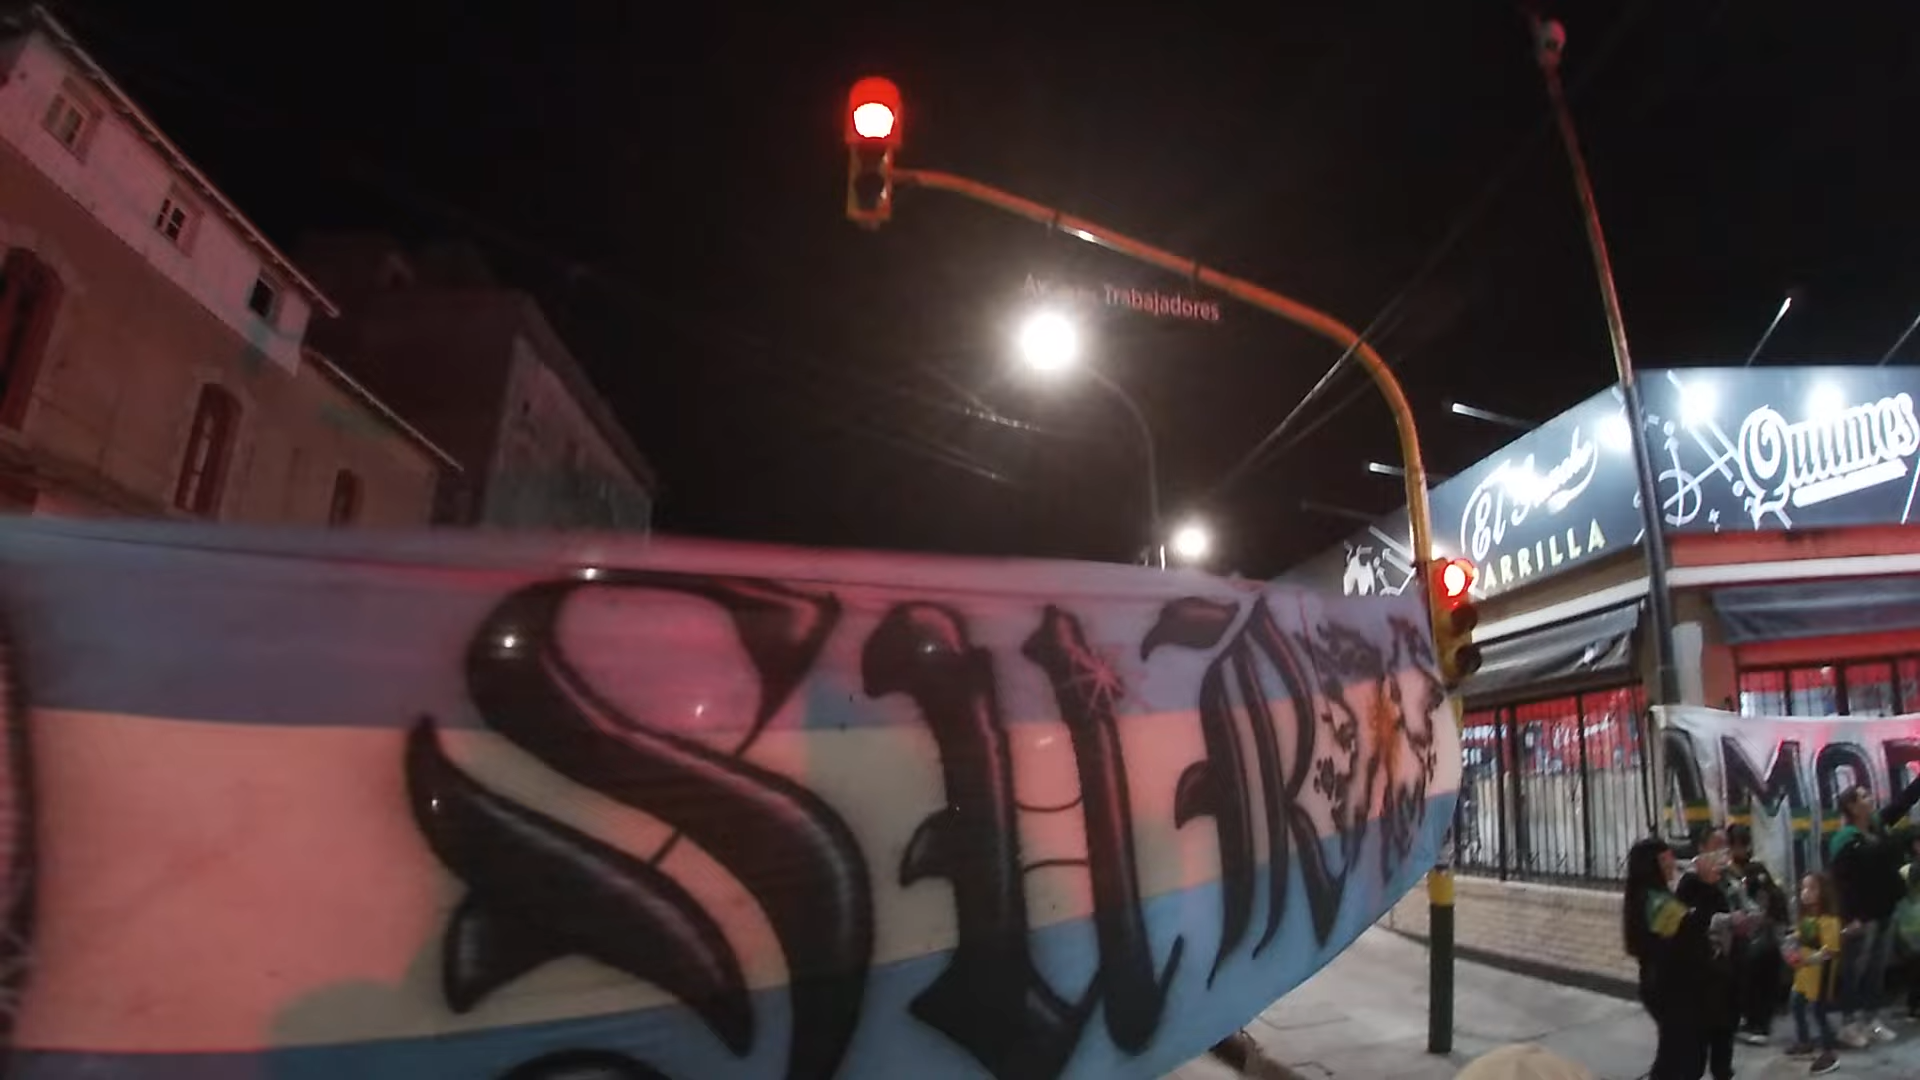 Trabajadores
Quilmes
El
PARRILLA
SUR
AMOR